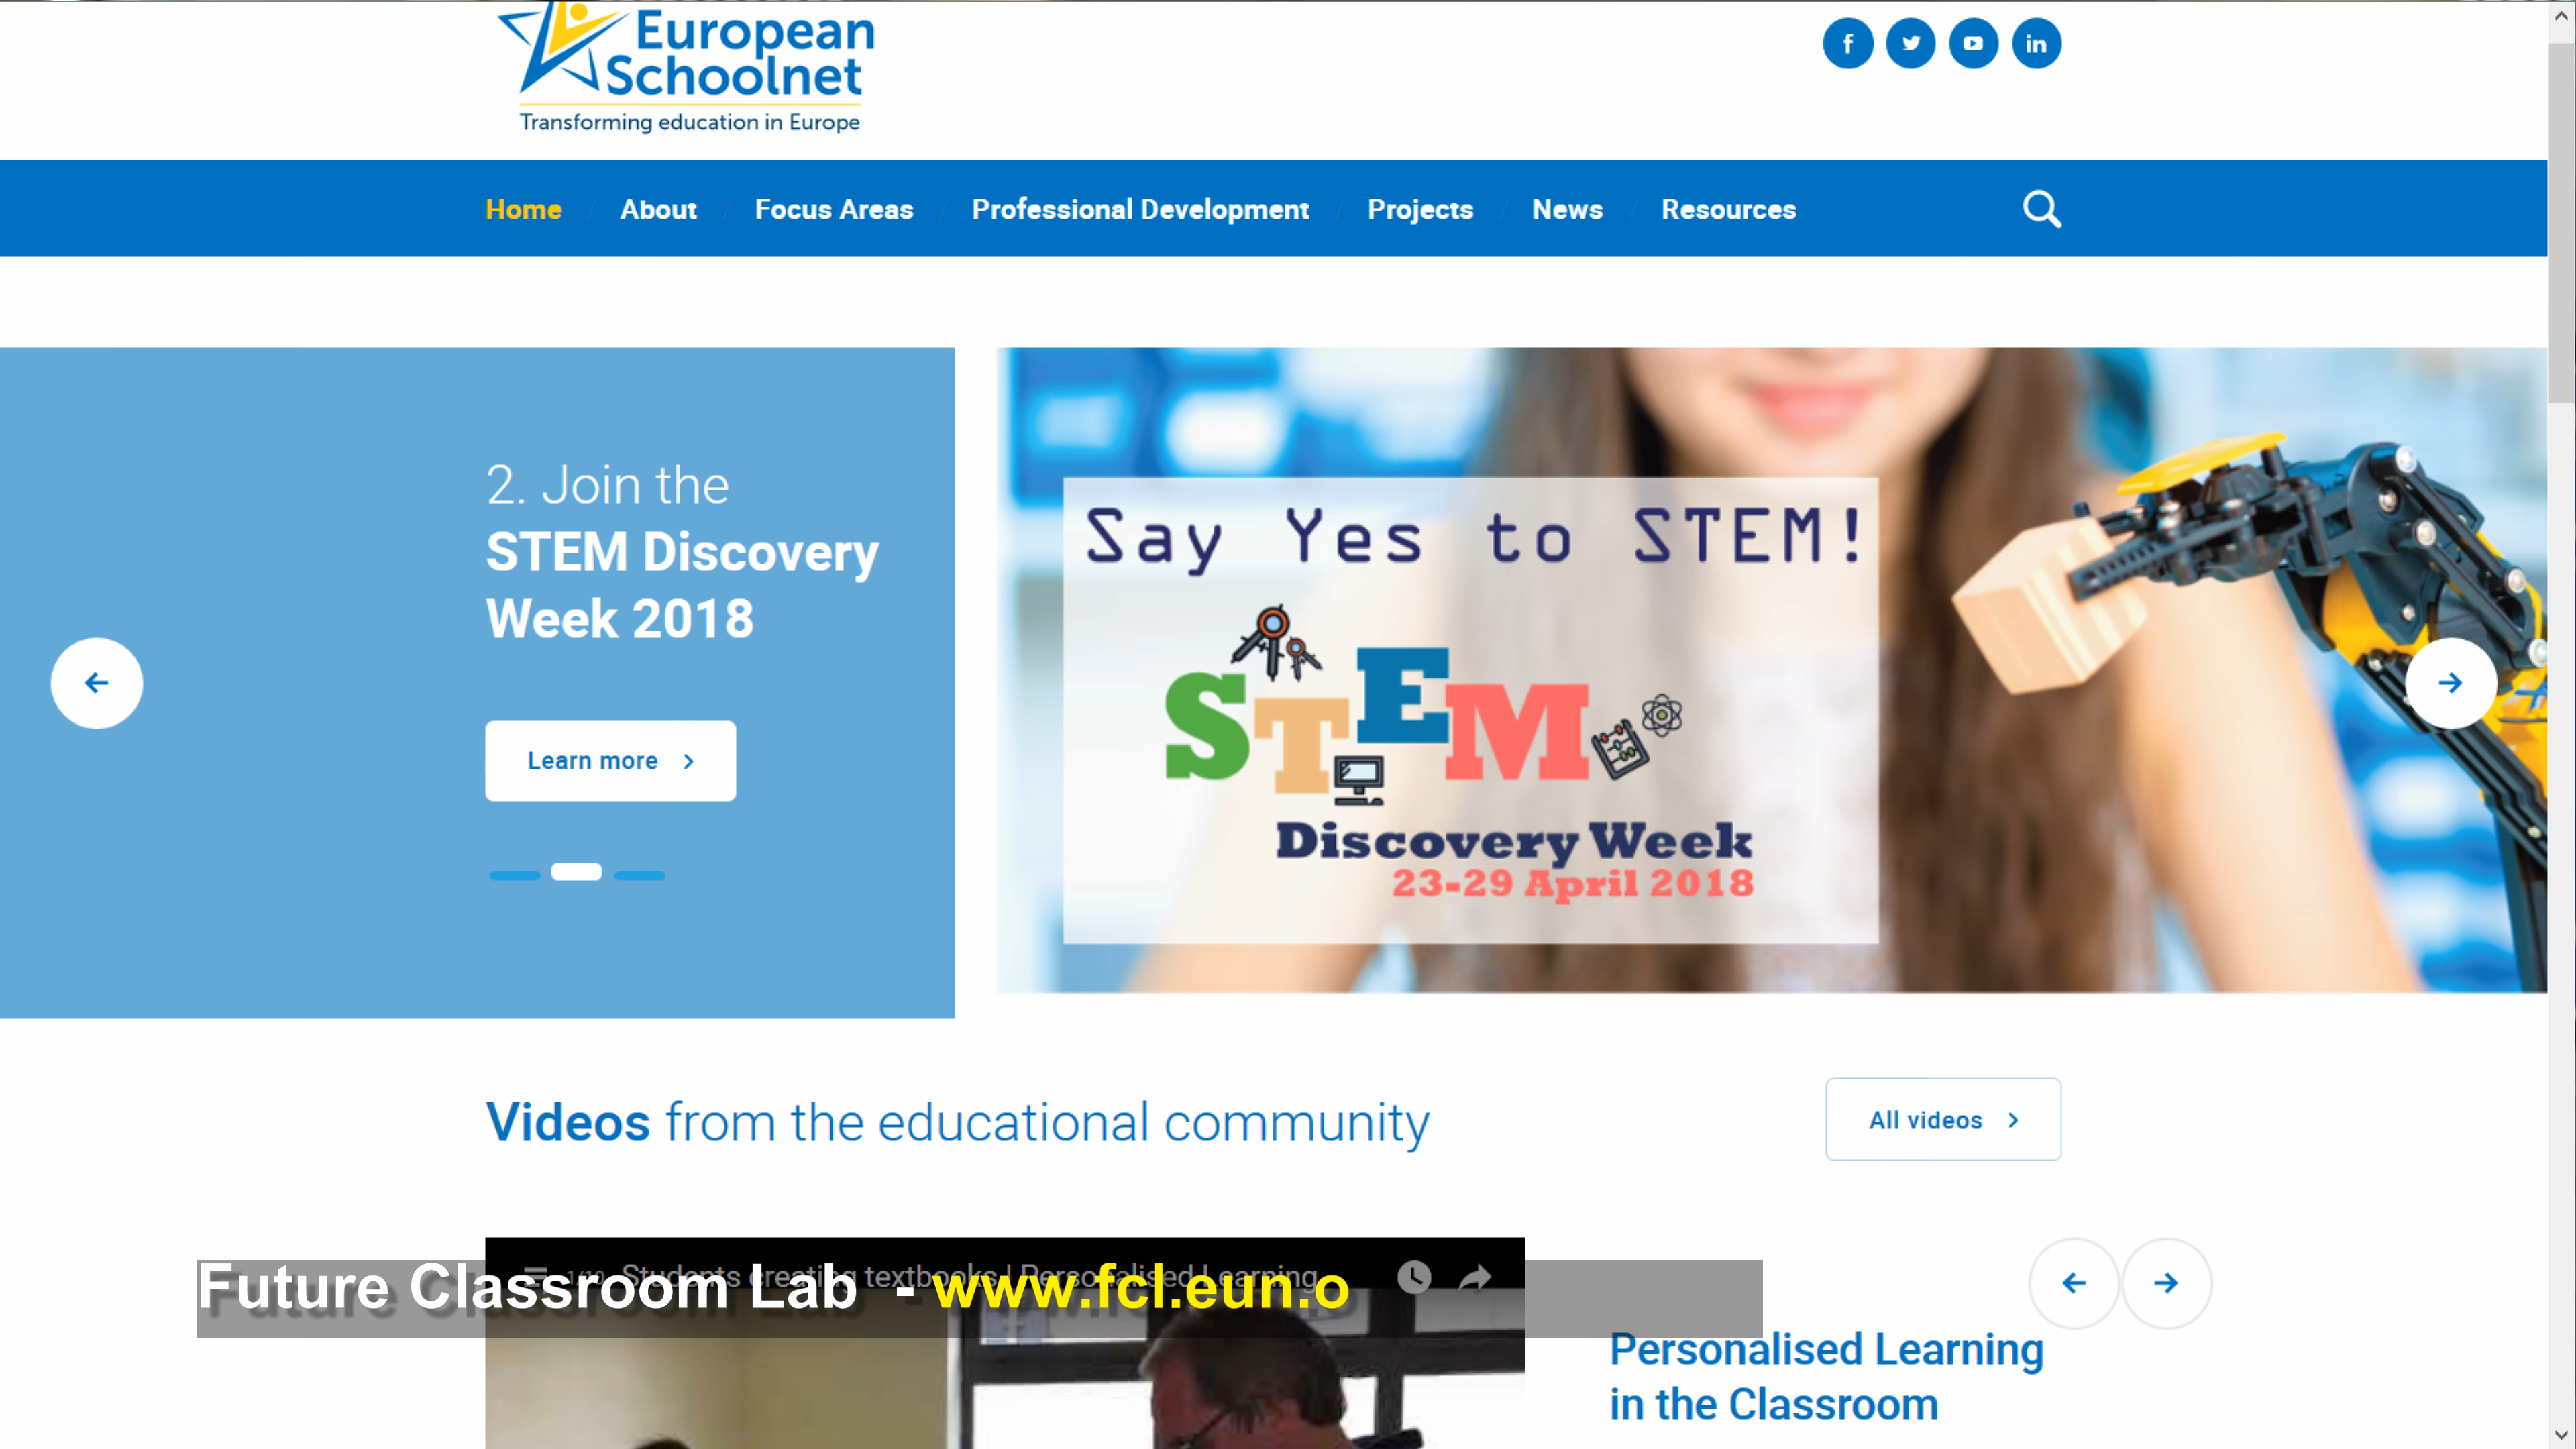 European
Schoolnet
Transforming education in Europe
Home / About / Focus Areas / Professional Development / Projects / News / Resources
2. Join the
STEM Discovery
Week 2018
Learn more
Say Yes to STEM!
STEM
Discovery Week
23-29 April 2018
Videos from the educational community
All videos
1/10 Students creating textbooks | Personalised Learning
Future Classroom Lab - www.fcl.eun.o
Personalised Learning
in the Classroom